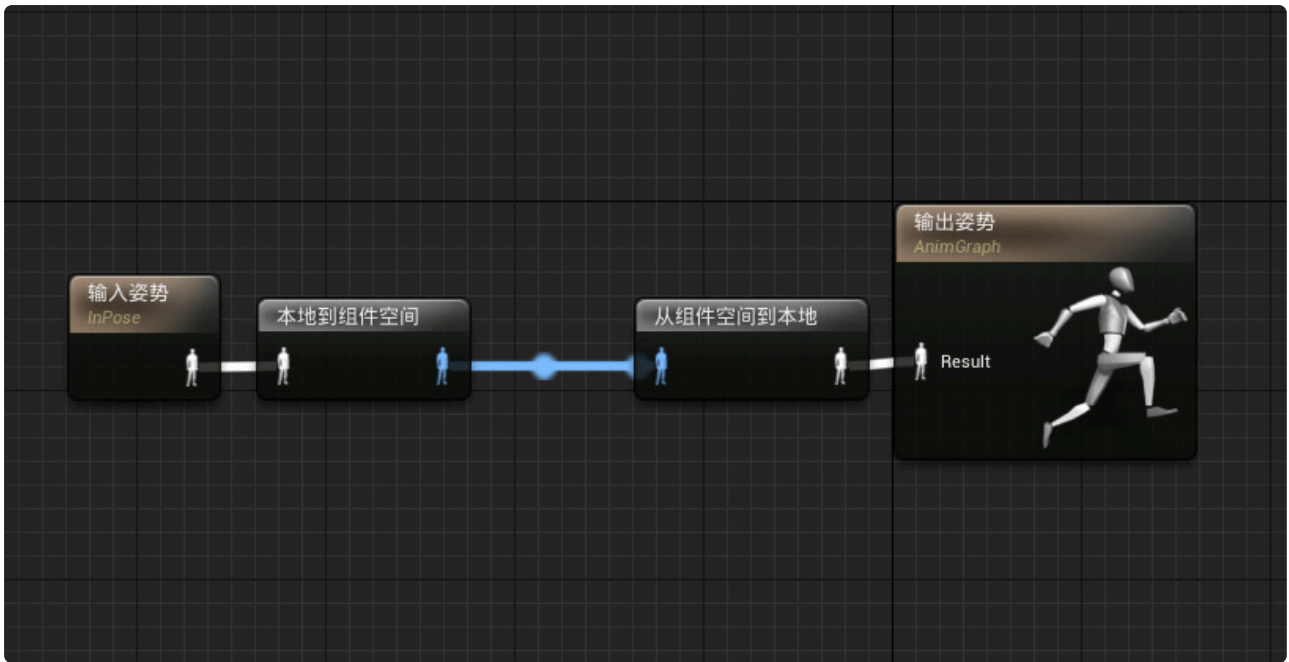 输入姿势
InPose
本地到组件空间
从组件空间到本地
输出姿势
AnimGraph
Result